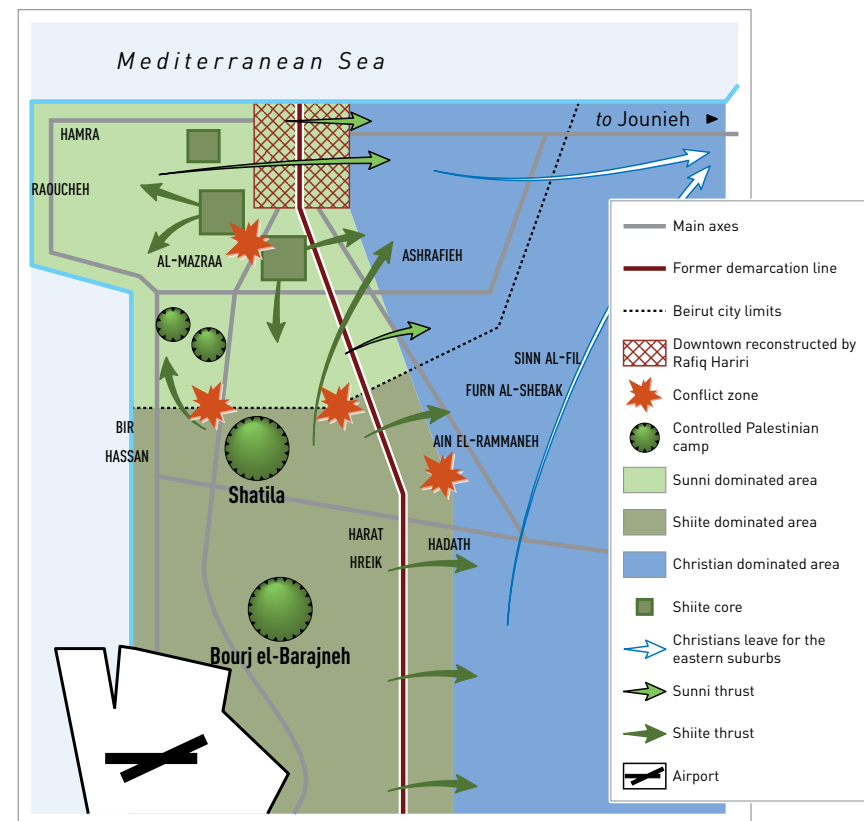 Mediterranean Sea
to Jounieh
HAMRA
RAOUCHEH
AL-MAZRAA
ASHRAFIEH
SINN AL-FIL
FURN AL-SHEBAK
BIR
HASSAN
AIN EL-RAMMANEH
Shatila
HARAT
HREIK
HADATH
Bourj el-Barajneh
Main axes
Former demarcation line
Beirut city limits
Downtown reconstructed by
Rafiq Hariri
Conflict zone
Controlled Palestinian
camp
Sunni dominated area
Shiite dominated area
Christian dominated area
Shiite core
Christians leave for the
eastern suburbs
Sunni thrust
Shiite thrust
Airport